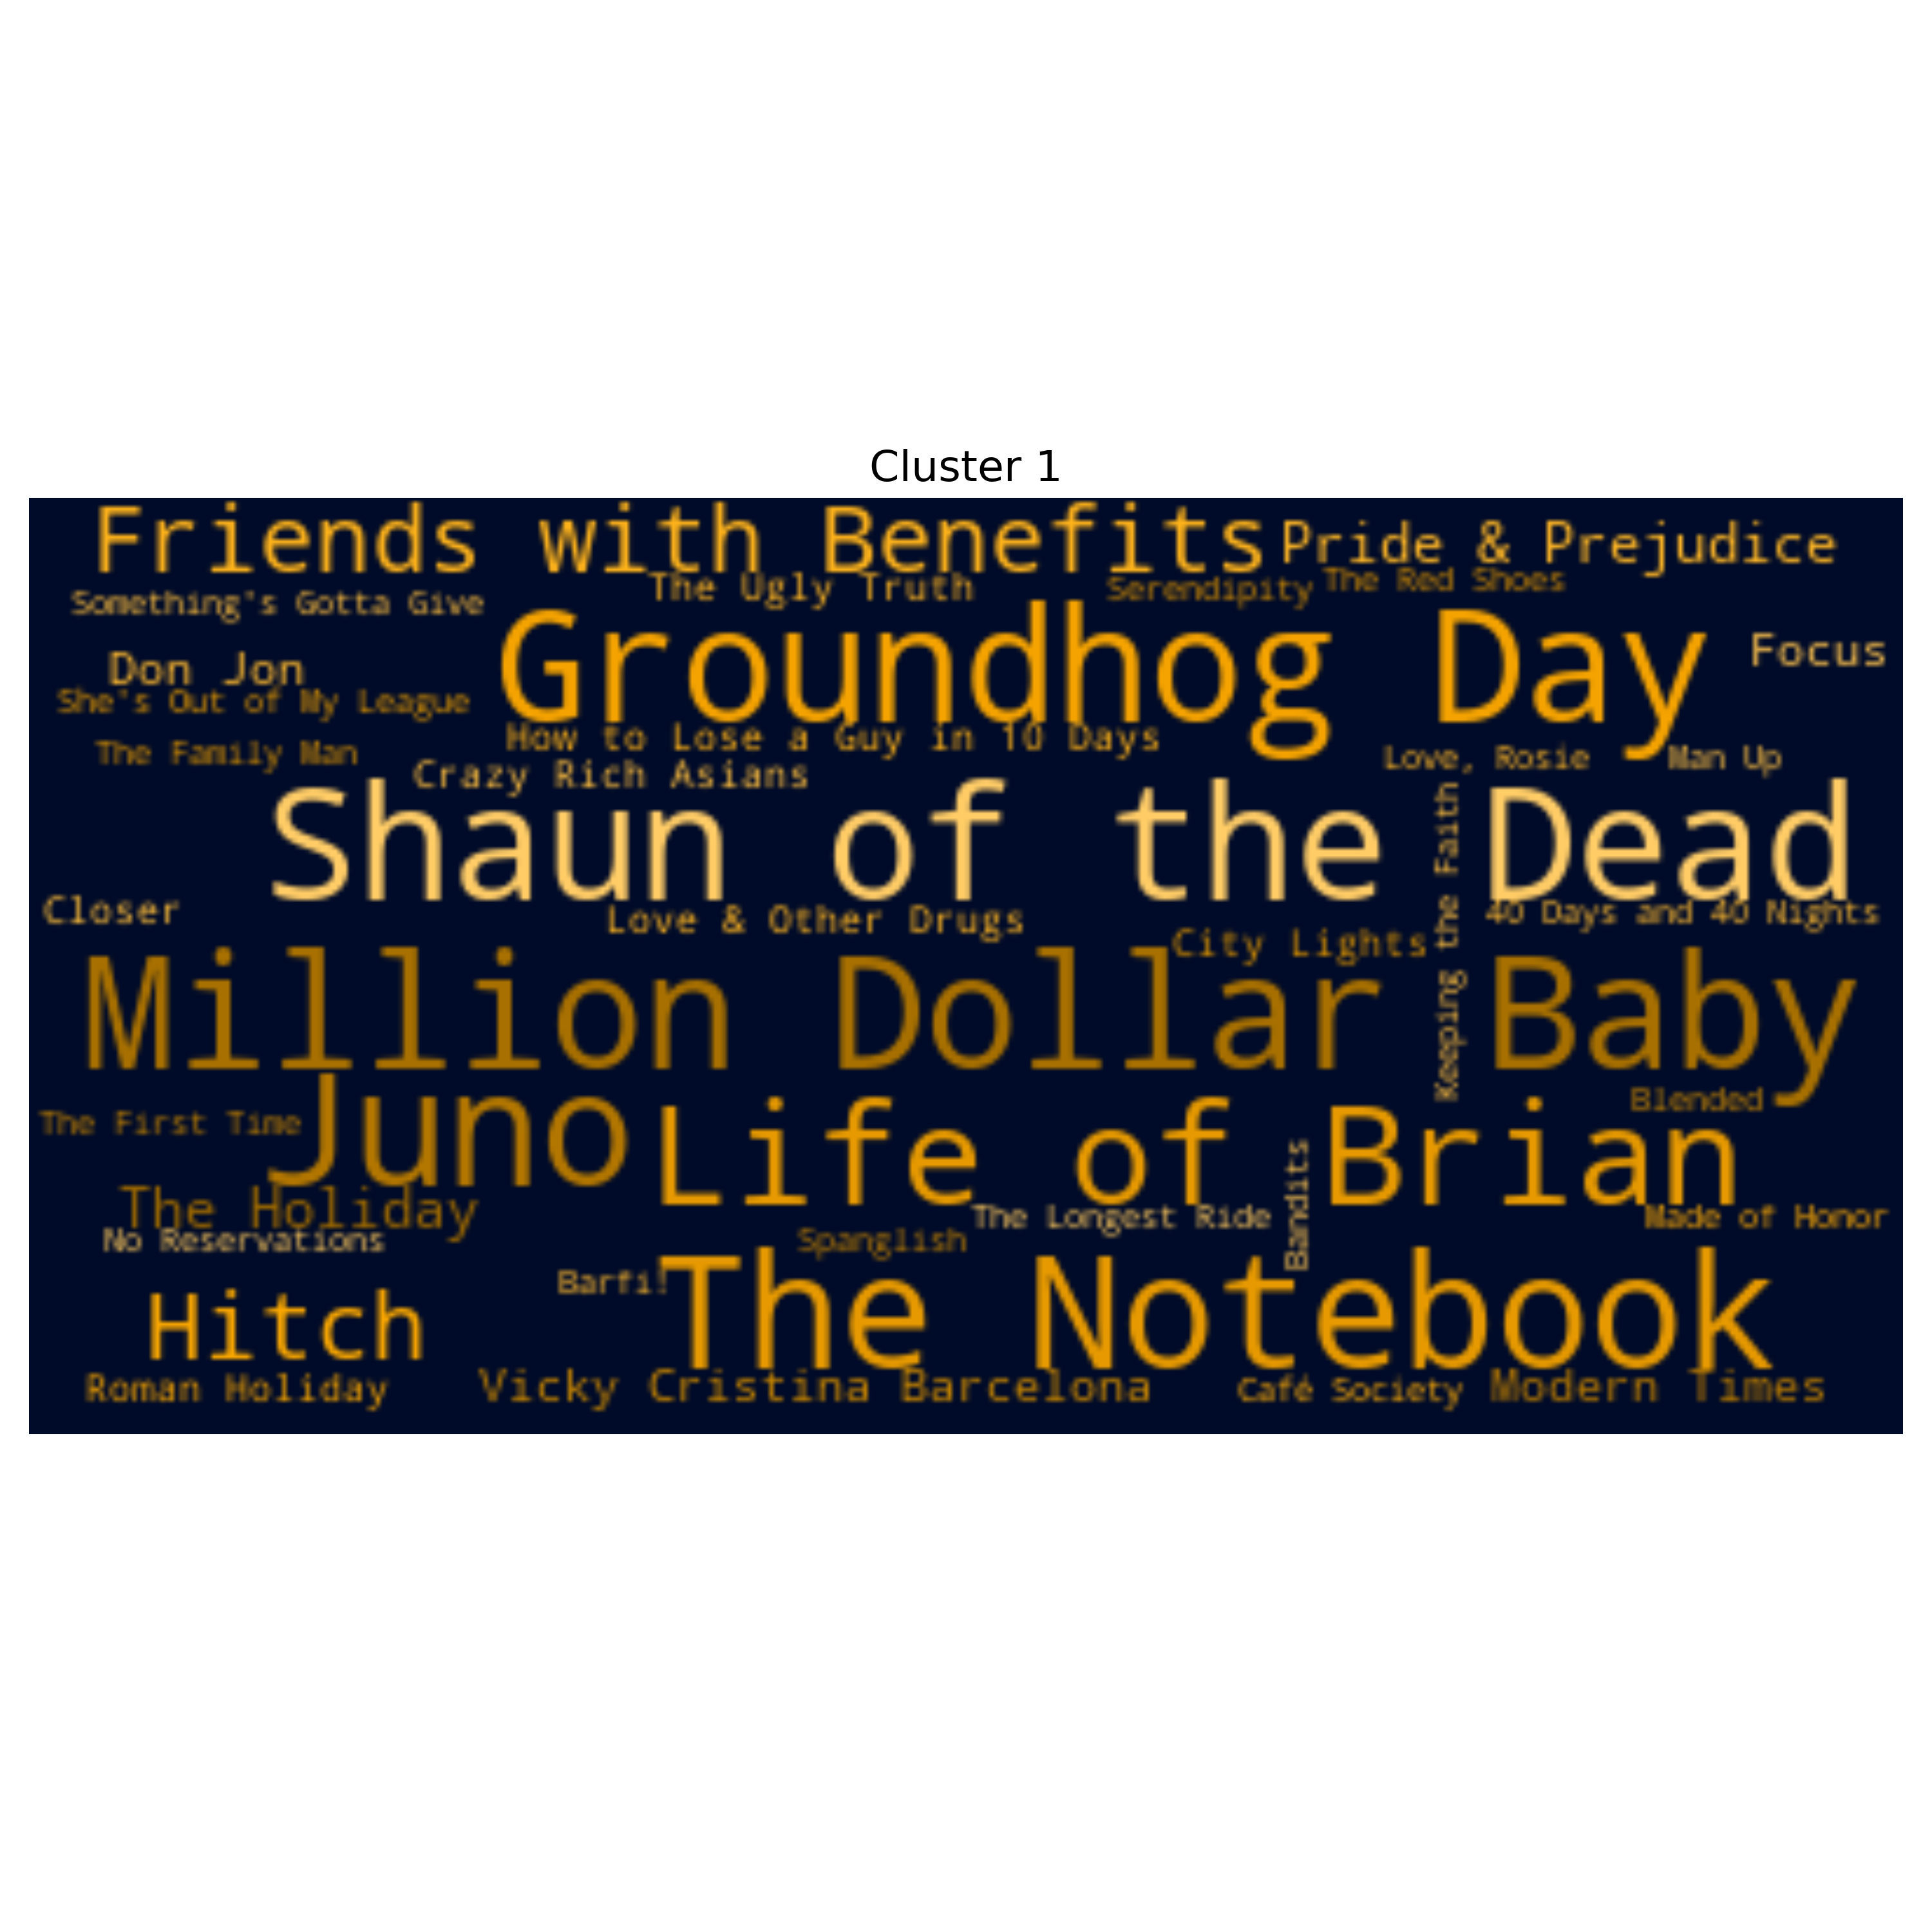 Cluster 1
Friends with Benefits
Pride & Prejudice
The Ugly Truth
Serendipity
The Red Shoes
Something's Gotta Give
Groundhog Day
Focus
Don Jon
She's Out of My League
How to Lose a Guy in 10 Days
The Family Man
Love, Rosie
Man Up
Crazy Rich Asians
Shaun of the Dead
Keeping the Faith
Closer
Love & Other Drugs
40 Days and 40 Nights
City Lights
Million Dollar Baby
Blended
The First Time
Juno
Life of Brian
Bandits
The Holiday
The Longest Ride
Made of Honor
No Reservations
Spanglish
Barfi!
The Notebook
Hitch
Roman Holiday
Vicky Cristina Barcelona
Café Society
Modern Times